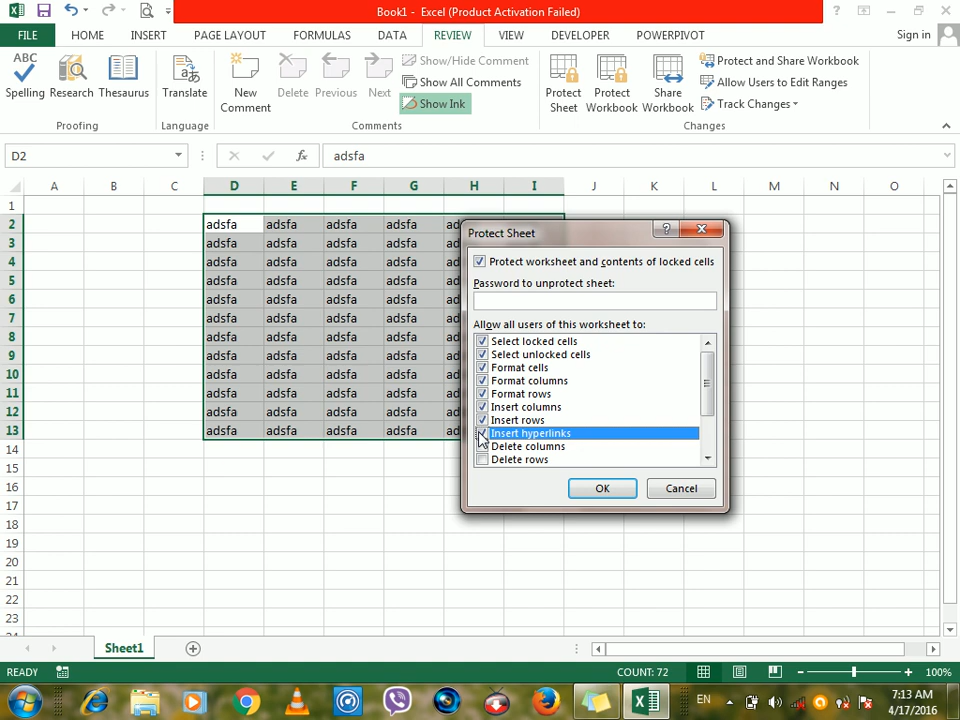 Book1 - Excel (Product Activation Failed)
FILE HOME INSERT PAGE LAYOUT FORMULAS DATA REVIEW VIEW DEVELOPER POWERPIVOT Sign in
ABC
Spelling Research Thesaurus
Proofing
Translate
Language
New Comment Delete Previous Next
Show/Hide Comment
Show All Comments
Show Ink
Comments
Protect Sheet Protect Workbook Share Workbook
Protect and Share Workbook
Allow Users to Edit Ranges
Track Changes
Changes
D2 fx adsfa
A B C D E F G H I J K L M N O
1
2 adsfa adsfa adsfa adsfa
3 adsfa adsfa adsfa adsfa
4 adsfa adsfa adsfa adsfa
5 adsfa adsfa adsfa adsfa
6 adsfa adsfa adsfa adsfa
7 adsfa adsfa adsfa adsfa
8 adsfa adsfa adsfa adsfa
9 adsfa adsfa adsfa adsfa
10 adsfa adsfa adsfa adsfa
11 adsfa adsfa adsfa adsfa
12 adsfa adsfa adsfa adsfa
13 adsfa adsfa adsfa adsfa
14
15
16
17
18
19
20
21
22
23
Protect Sheet
Protect worksheet and contents of locked cells
Password to unprotect sheet:
Allow all users of this worksheet to:
Select locked cells
Select unlocked cells
Format cells
Format columns
Format rows
Insert columns
Insert rows
Insert hyperlinks
Delete columns
Delete rows
OK Cancel
Sheet1
READY COUNT: 72 100%
EN 7:13 AM
4/17/2016